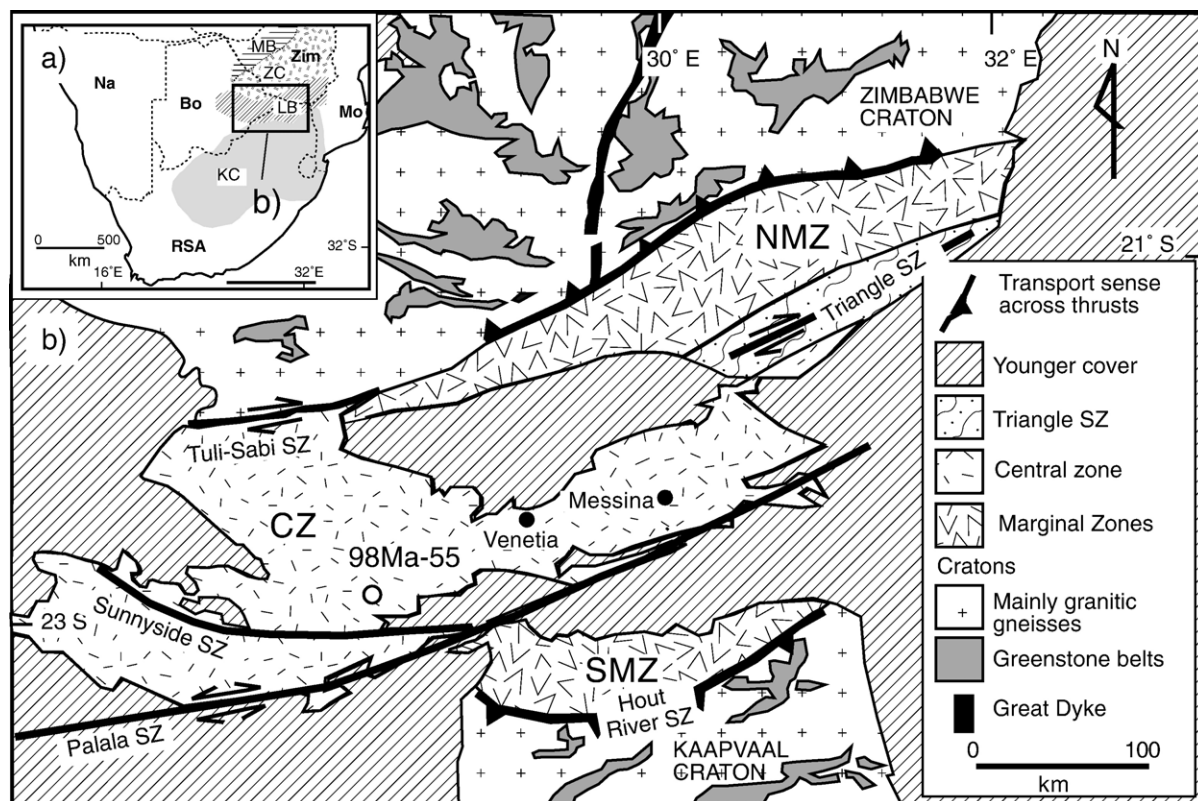 a)
MB
Zim
ZC
Na
Bo
LB
Mo
KC
b)
0 500
km
RSA
32°S
16°E
32°E
30° E
32° E
N
ZIMBABWE
CRATON
NMZ
21° S
Triangle SZ
b)
Tuli-Sabi SZ
Messina
CZ
Venetia
98Ma-55
23 S
Sunnyside SZ
SMZ
Hout
River SZ
Palala SZ
KAAPVAAL
CRATON
Transport sense
across thrusts
Younger cover
Triangle SZ
Central zone
Marginal Zones
Cratons
Mainly granitic
gneisses
Greenstone belts
Great Dyke
0 100
km